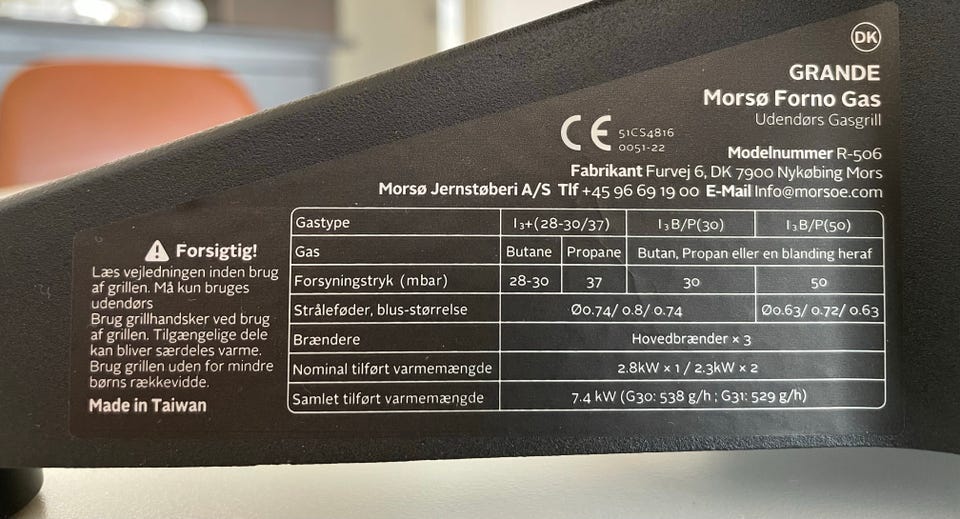 DK
GRANDE
Morsø Forno Gas
Udendørs Gasgrill
CE 51CS4816
0051-22
Modelnummer R-506
Fabrikant Furvej 6, DK 7900 Nykøbing Mors
Morsø Jernstøberi A/S Tlf +45 96 69 19 00 E-Mail Info@morsoe.com
Forsigtig!
Læs vejledningen inden brug
af grillen. Må kun bruges
udendørs
Brug grillhandsker ved brug
af grillen. Tilgængelige dele
kan bliver særdeles varme.
Brug grillen uden for mindre
børns rækkevidde.
Made in Taiwan
Gastype I3+(28-30/37) I3B/P(30) I3B/P(50)
Gas Butane Propane Butan, Propan eller en blanding heraf
Forsyningstryk (mbar) 28-30 37 30 50
Stråleføder, blus-størrelse Ø0.74/ 0.8/ 0.74 Ø0.63/ 0.72/ 0.63
Brændere Hovedbrænder × 3
Nominal tilført varmemængde 2.8kW × 1 / 2.3kW × 2
Samlet tilført varmemængde 7.4 kW (G30: 538 g/h ; G31: 529 g/h)